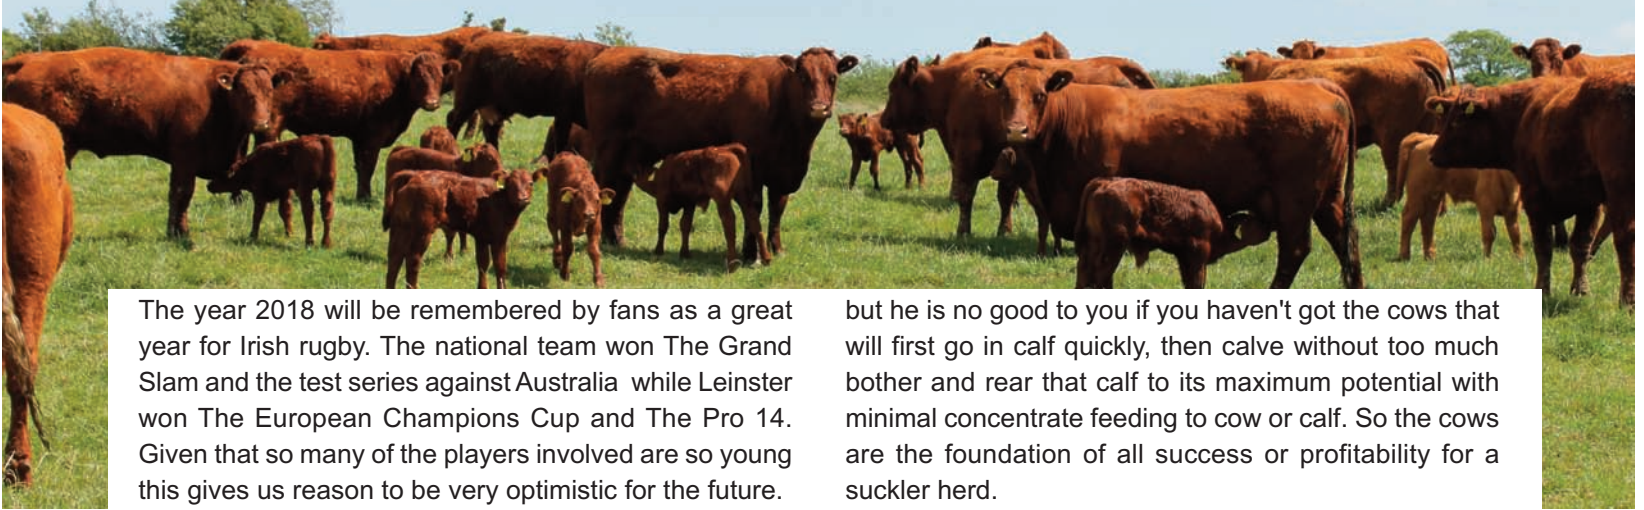 The year 2018 will be remembered by fans as a great
year for Irish rugby. The national team won The Grand
Slam and the test series against Australia  while Leinster
won The European Champions Cup and The Pro 14.
Given that so many of the players involved are so young
this gives us reason to be very optimistic for the future.
but he is no good to you if you haven't got the cows that
will first go in calf quickly, then calve without too much
bother and rear that calf to its maximum potential with
minimal concentrate feeding to cow or calf. So the cows
are the foundation of all success or profitability for a
suckler herd.